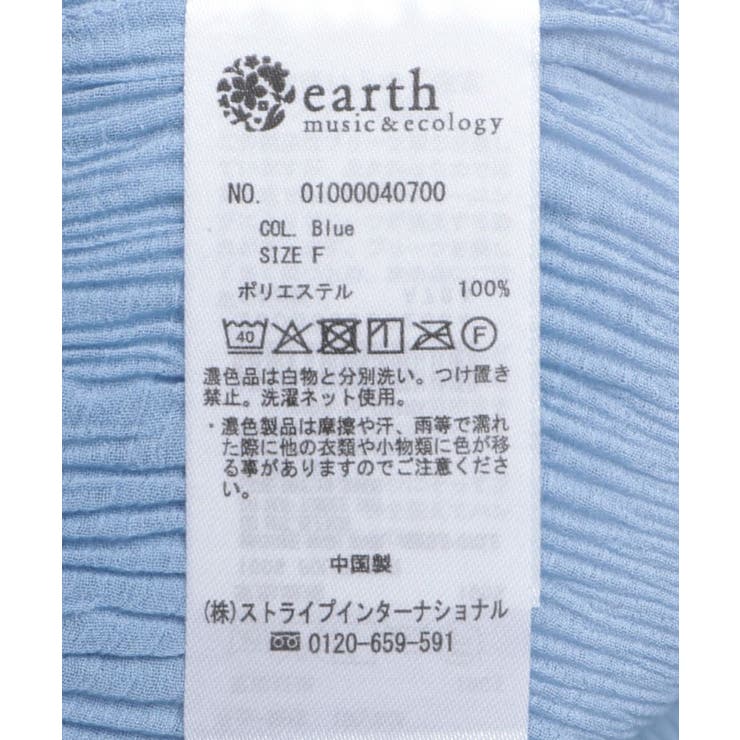 earth
music&ecology
NO. 01000040700
COL. Blue
SIZE F
ポリエステル 100%
40 F
濃色品は白物と分別洗い。つけ置き
禁止。洗濯ネット使用。
・濃色製品は摩擦や汗、雨等で濡れ
た際に他の衣類や小物類に色が移
る事がありますのでご注意くださ
い。
中国製
(株)ストライプインターナショナル
0120-659-591